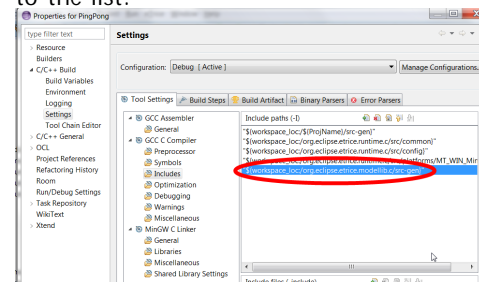 to the list.
Properties for PingPong
type filter text
Settings
Resource
Builders
C/C++ Build
Build Variables
Environment
Logging
Settings
Tool Chain Editor
C/C++ General
OCL
Project References
Refactoring History
Room
Run/Debug Settings
Task Repository
WikiText
Xtend
Configuration: Debug [ Active ]
Manage Configurations.
Tool Settings Build Steps Build Artifact Binary Parsers Error Parsers
GCC Assembler
General
GCC C Compiler
Preprocessor
Symbols
Includes
Optimization
Debugging
Warnings
Miscellaneous
MinGW C Linker
General
Libraries
Miscellaneous
Shared Library Settings
Include paths (-I)
"${workspace_loc:/${ProjName}/src-gen}"
"${workspace_loc:/org.eclipse.etrice.runtime.c/src/common}"
"${workspace_loc:/org.eclipse.etrice.runtime.c/src/config}"
"${workspace_loc:/org.eclipse.etrice.runtime.c/src/platforms/MT_WIN_Min
"${workspace_loc:/org.eclipse.etrice.modellib.c/src-gen}"
Include files (-include)